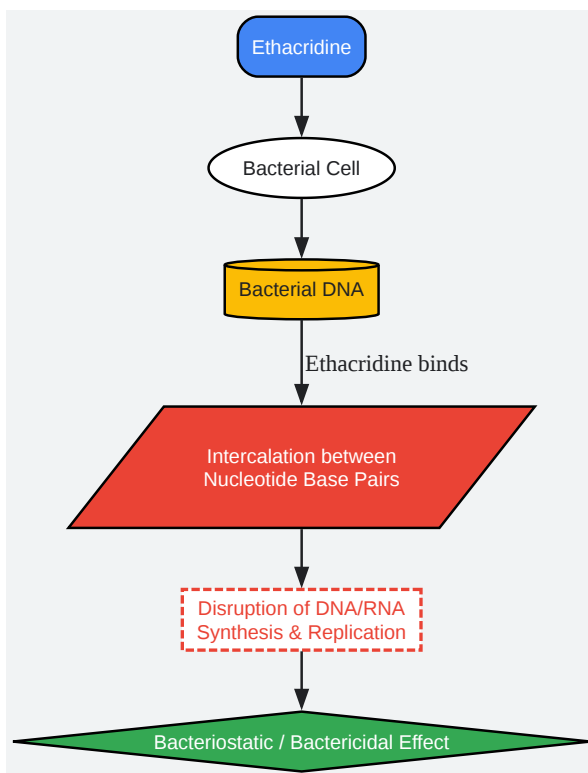 Ethacridine
Bacterial Cell
Bacterial DNA
Ethacridine binds
Intercalation between
Nucleotide Base Pairs
Disruption of DNA/RNA
Synthesis & Replication
Bacteriostatic / Bactericidal Effect